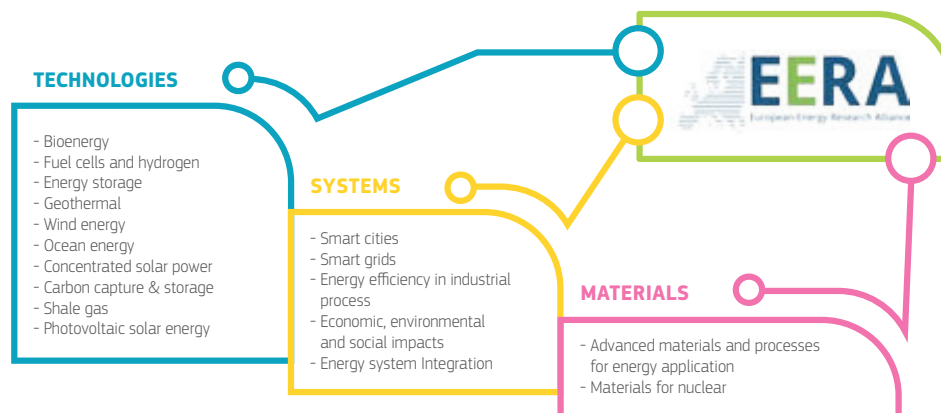 EERA
European Energy Research Alliance
TECHNOLOGIES
- Bioenergy
- Fuel cells and hydrogen
- Energy storage
- Geothermal
- Wind energy
- Ocean energy
- Concentrated solar power
- Carbon capture & storage
- Shale gas
- Photovoltaic solar energy
SYSTEMS
- Smart cities
- Smart grids
- Energy efficiency in industrial
process
- Economic, environmental
and social impacts
- Energy system Integration
MATERIALS
- Advanced materials and processes
for energy application
- Materials for nuclear